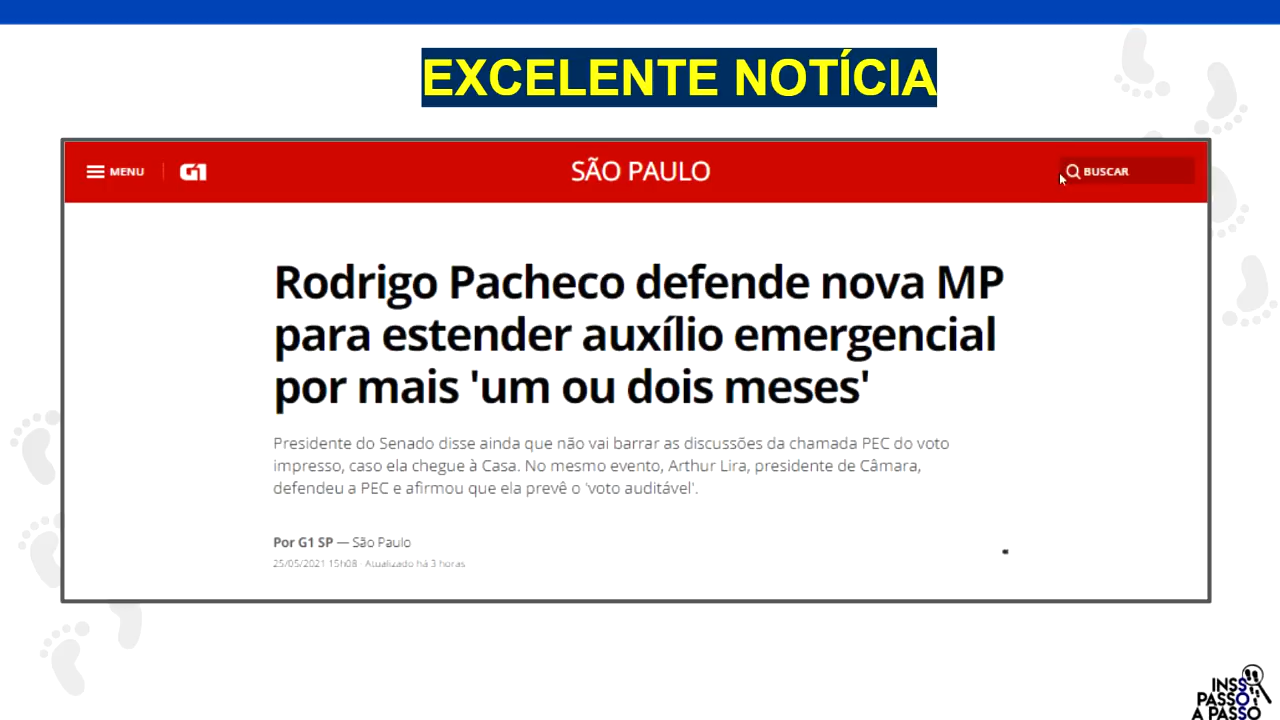 EXCELENTE NOTÍCIA
MENU
G1
SÃO PAULO
BUSCAR
Rodrigo Pacheco defende nova MP
para estender auxílio emergencial
por mais 'um ou dois meses'
Presidente do Senado disse ainda que não vai barrar as discussões da chamada PEC do voto
impresso, caso ela chegue à Casa. No mesmo evento, Arthur Lira, presidente de Câmara,
defendeu a PEC e afirmou que ela prevê o 'voto auditável'.
Por G1 SP — São Paulo
25/05/2021 15h08 · Atualizado há 3 horas
INSS
PASSO
A PASSO